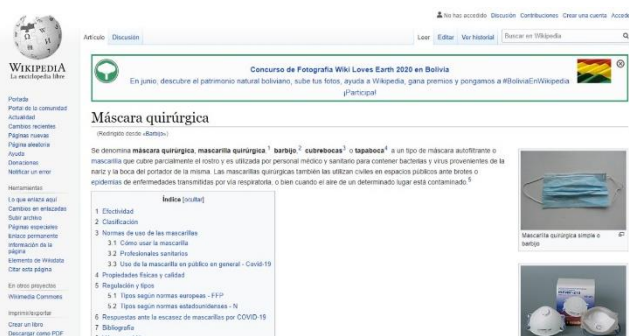 No has accedido Discusión Contribuciones Crear una cuenta Acceder
Artículo Discusión Leer Editar Ver historial Buscar en Wikipedia
WIKIPEDIA
La enciclopedia libre
Concurso de Fotografía Wiki Loves Earth 2020 en Bolivia
En junio, descubre el patrimonio natural boliviano, sube tus fotos, ayuda a Wikipedia, gana premios y pongamos a #BoliviaEnWikipedia
¡Participa!
Portada
Portal de la comunidad
Actualidad
Cambios recientes
Páginas nuevas
Página aleatoria
Ayuda
Donaciones
Notificar un error
Herramientas
Lo que enlaza aquí
Cambios en enlazadas
Subir archivo
Páginas especiales
Enlace permanente
Información de la
página
Elemento de Wikidata
Citar esta página
En otros proyectos
Wikimedia Commons
Imprimir/exportar
Crear un libro
Descargar como PDF
Máscara quirúrgica
(Redirigido desde «Barbijo»)
Se denomina máscara quirúrgica, mascarilla quirúrgica,1 barbijo,2 cubrebocas3 o tapaboca4 a un tipo de máscara autofiltrante o
mascarilla que cubre parcialmente el rostro y es utilizada por personal médico y sanitario para contener bacterias y virus provenientes de la
nariz y la boca del portador de la misma. Las mascarillas quirúrgicas también las utilizan civiles en espacios públicos ante brotes o
epidemias de enfermedades transmitidas por vía respiratoria, o bien cuando el aire de un determinado lugar está contaminado.5
Índice [ocultar]
1 Efectividad
2 Clasificación
3 Normas de uso de las mascarillas
3.1 Cómo usar la mascarilla
3.2 Profesionales sanitarios
3.3 Uso de la mascarilla en público en general - Covid-19
4 Propiedades físicas y calidad
5 Regulación y tipos
5.1 Tipos según normas europeas - FFP
5.2 Tipos según normas estadounidenses - N
6 Respuestas ante la escasez de mascarillas por COVID-19
7 Bibliografía
Mascarilla quirúrgica simple o
barbijo